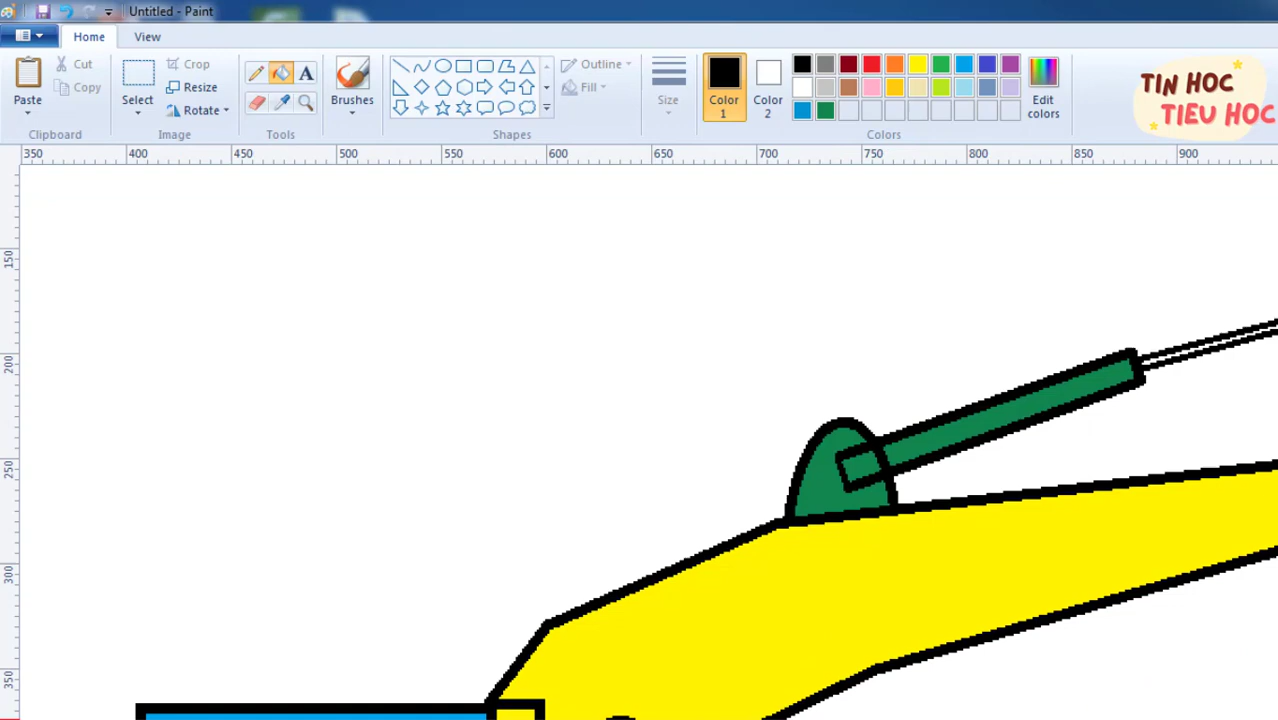 Untitled - Paint
Home
View
Paste
Cut
Copy
Clipboard
Select
Crop
Resize
Rotate
Image
A
Tools
Brushes
Outline
Fill
Shapes
Size
Color
1
Color
2
Edit
colors
Colors
TIN HOC
TIEU HOC
350
400
450
500
550
600
650
700
750
800
850
900
150
200
250
300
350